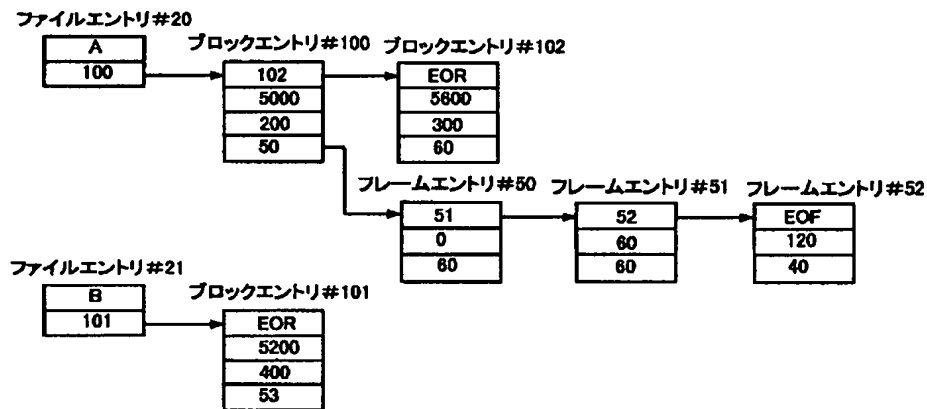 ファイルエントリ#20
A
100
ブロックエントリ#100
102
5000
200
50
ブロックエントリ#102
EOR
5600
300
60
フレームエントリ#50
51
0
60
フレームエントリ#51
52
60
60
フレームエントリ#52
EOF
120
40
ファイルエントリ#21
B
101
ブロックエントリ#101
EOR
5200
400
53